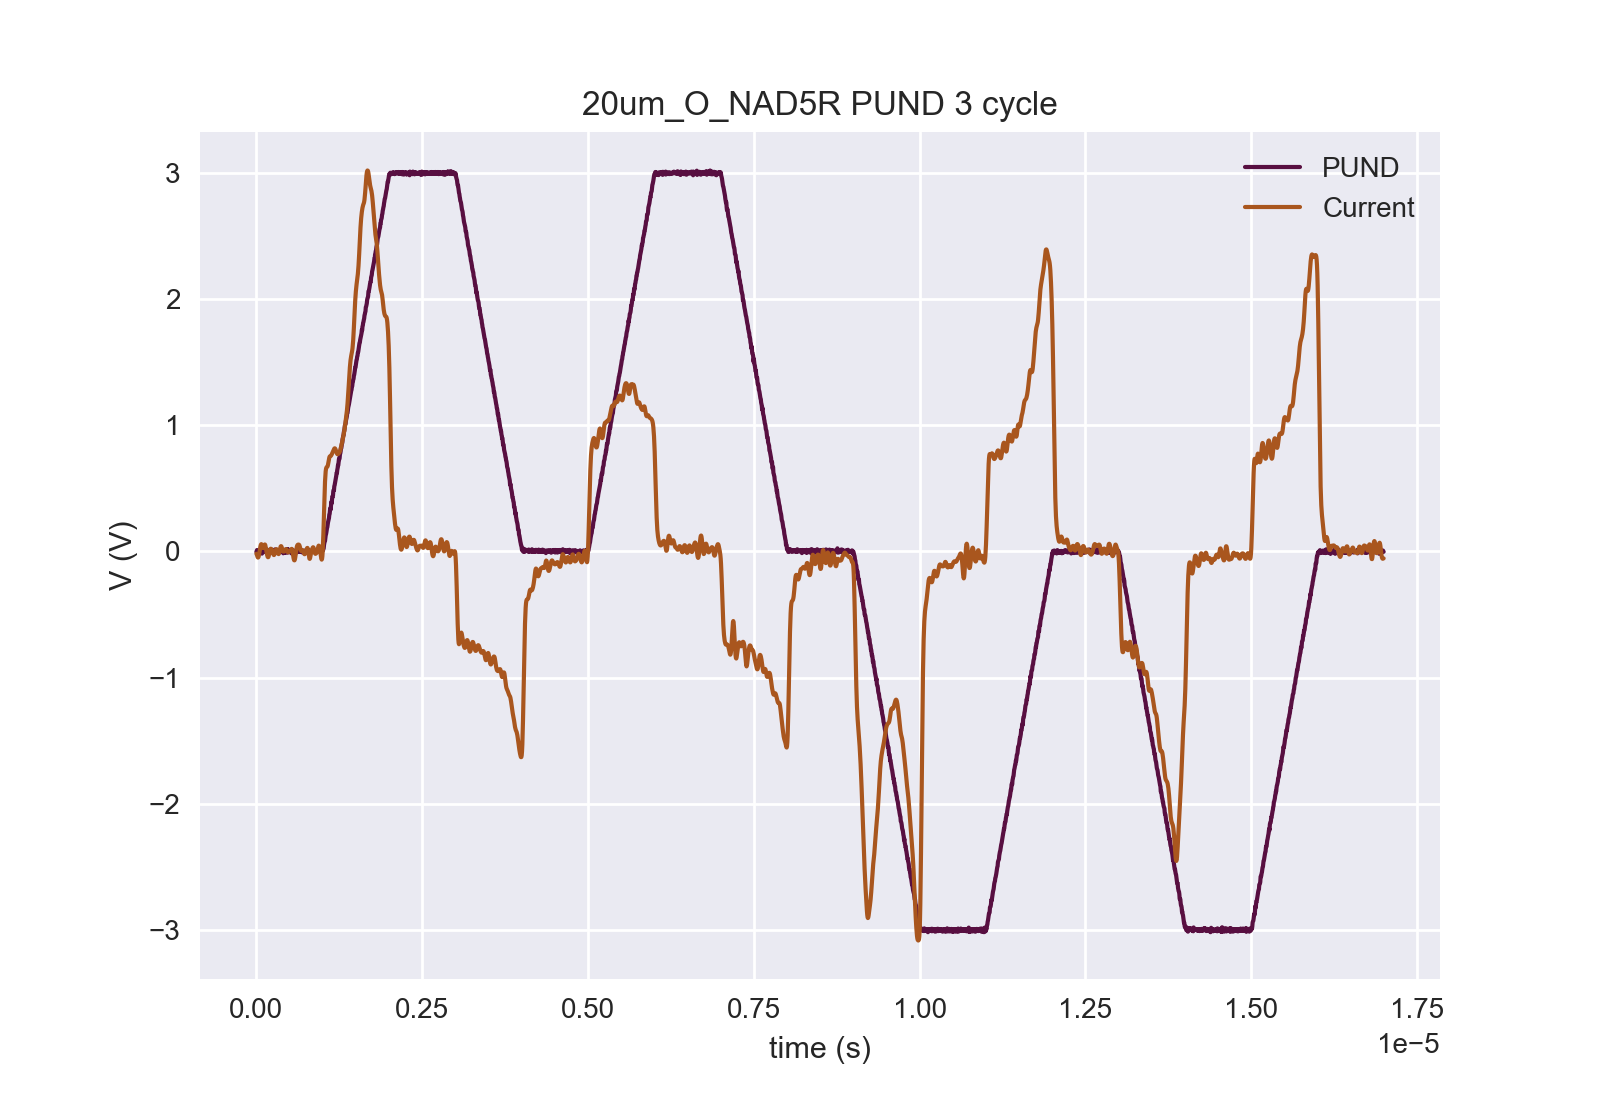 20um_O_NAD5R PUND 3 cycle
PUND
Current
3
2
1
0
−1
−2
−3
V (V)
0.00 0.25 0.50 0.75 1.00 1.25 1.50 1.75
1e−5
time (s)